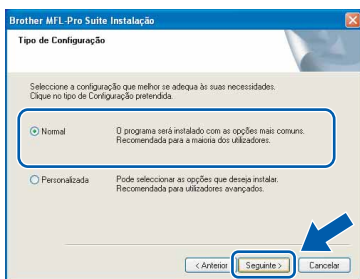 Brother MFL-Pro Suite Instalação
Tipo de Configuração
Seleccione a configuração que melhor se adequa às suas necessidades.
Clique no tipo de Configuração pretendida.
Normal
O programa será instalado com as opções mais comuns.
Recomendada para a maioria dos utilizadores.
Personalizada
Pode seleccionar as opções que deseja instalar.
Recomendada para utilizadores avançados.
< Anterior
Seguinte >
Cancelar